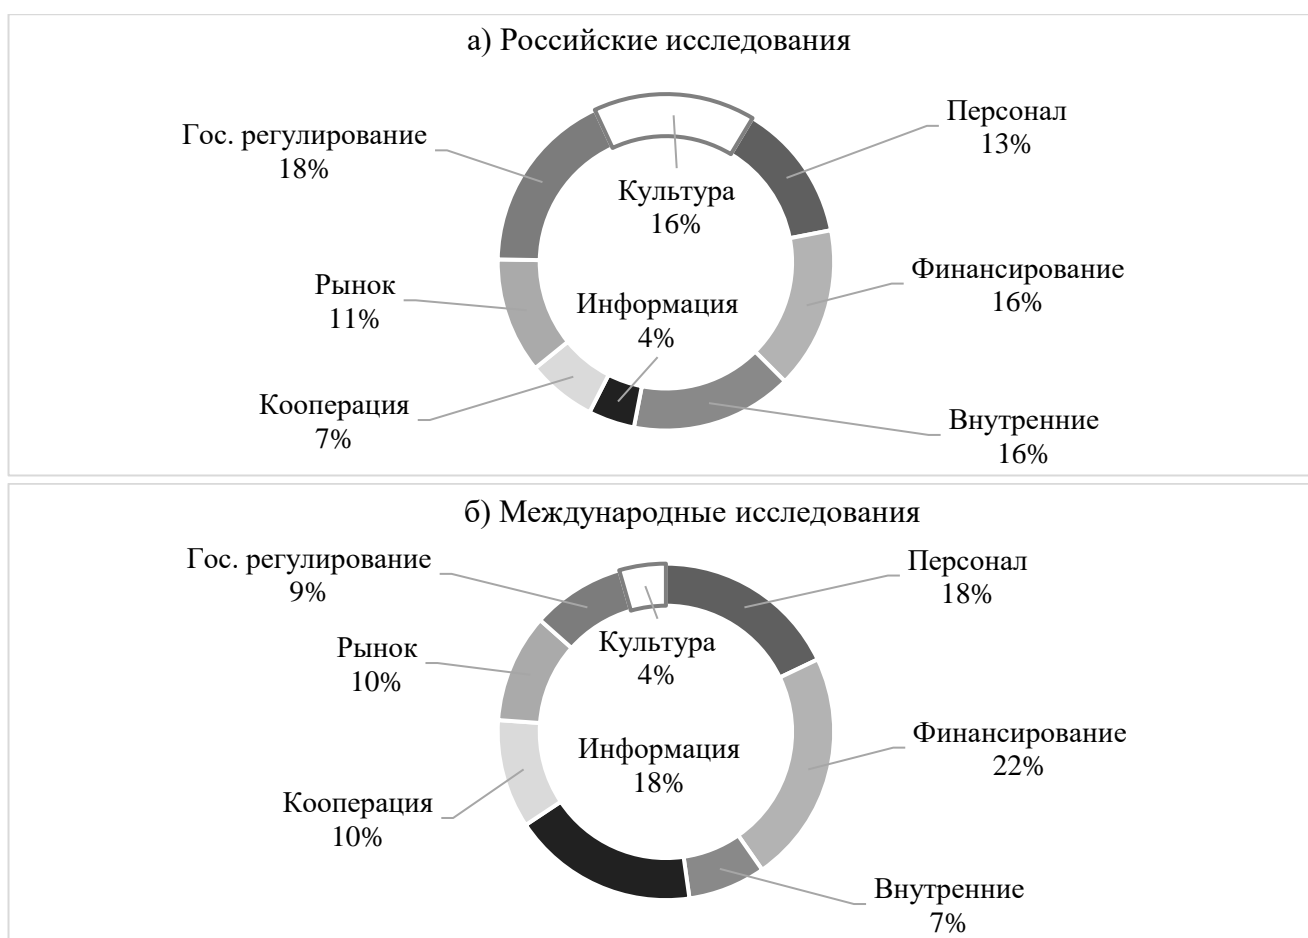 а) Российские исследования
Гос. регулирование
18%
Персонал
13%
Культура
16%
Рынок
11%
Информация
4%
Финансирование
16%
Кооперация
7%
Внутренние
16%
б) Международные исследования
Гос. регулирование
9%
Персонал
18%
Рынок
10%
Культура
4%
Информация
18%
Финансирование
22%
Кооперация
10%
Внутренние
7%